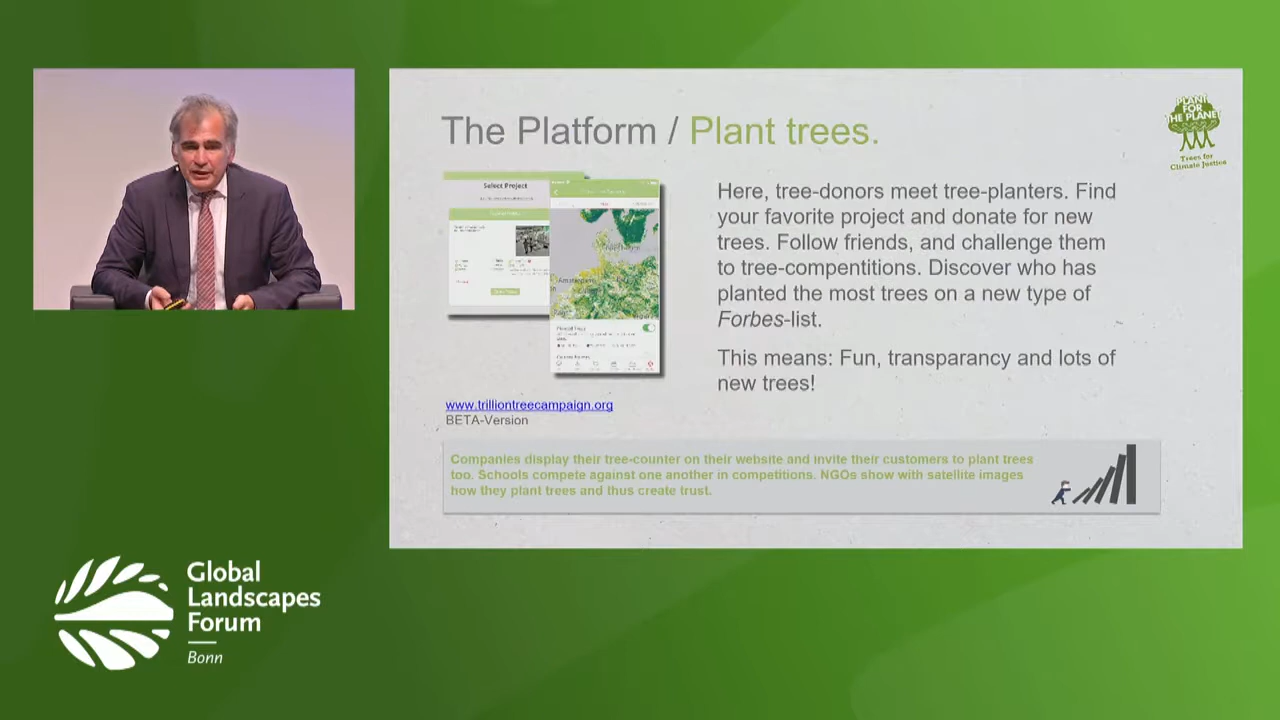 The Platform / Plant trees.
PLANT
FOR
THE PLANET
Trees for
Climate Justice
Select Project
Here, tree-donors meet tree-planters. Find
your favorite project and donate for new
trees. Follow friends, and challenge them
to tree-compentitions. Discover who has
planted the most trees on a new type of
Forbes-list.
This means: Fun, transparancy and lots of
new trees!
www.trilliontreecampaign.org
BETA-Version
Companies display their tree-counter on their website and invite their customers to plant trees
too. Schools compete against one another in competitions. NGOs show with satellite images
how they plant trees and thus create trust.
Global
Landscapes
Forum
Bonn